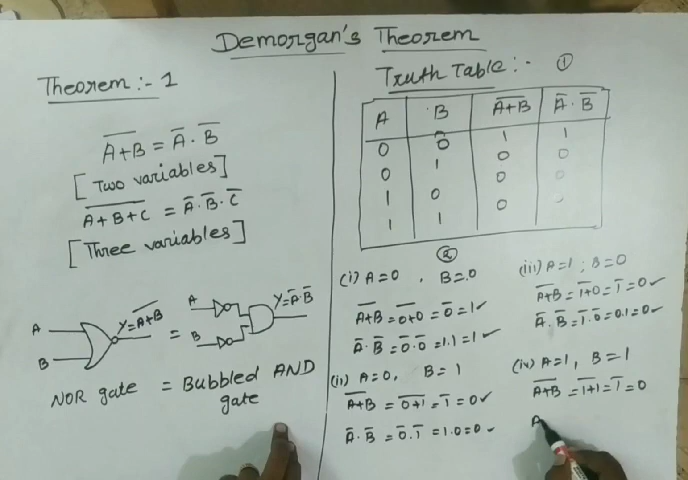 Demorgan's Theorem
Theorem :- 1
A̅+̅B̅ = A̅ . B̅
[ Two variables ]
A̅+̅B̅+̅C̅ = A̅ . B̅ . C̅
[ Three variables ]
A
B
Y=A̅+̅B̅
=
A
B
Y=A̅.B̅
NOR gate = Bubbled AND
gate
Truth Table :- ①
A B A̅+̅B̅ A̅ . B̅
0 0 1 1
0 1 0 0
1 0 0 0
1 1 0 0
②
(i) A=0 , B=0
A̅+̅B̅ = 0̅+̅0̅ = 0̅ = 1 ✓
A̅ . B̅ = 0̅ . 0̅ = 1.1 = 1 ✓
(ii) A=0, B=1
A̅+̅B̅ = 0̅+̅1̅ = 1̅ = 0 ✓
A̅ . B̅ = 0̅ . 1̅ = 1.0=0 ✓
(iii) A=1 ; B=0
A̅+̅B̅ = 1̅+̅0̅ = 1̅ = 0 ✓
A̅ . B̅ = 1̅ . 0̅ = 0.1=0 ✓
(iv) A=1, B=1
A̅+̅B̅ = 1̅+̅1̅ = 1̅ = 0
A